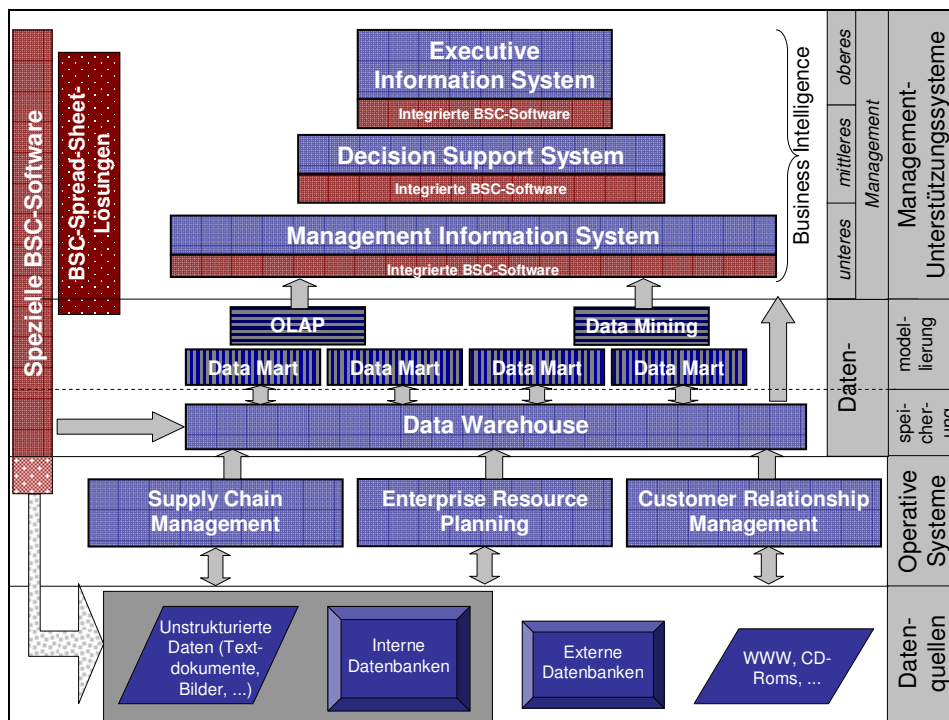 Spezielle BSC-Software
BSC-Spread-Sheet-
Lösungen
Executive
Information System
Integrierte BSC-Software
Decision Support System
Integrierte BSC-Software
Management Information System
Integrierte BSC-Software
Business Intelligence
oberes
mittleres
unteres
Management
Management-
Unterstützungssysteme
OLAP
Data Mining
Data Mart
Data Mart
Data Mart
Data Mart
Data Warehouse
Daten-
model-
lierung
spei-
cher-
ung
Supply Chain
Management
Enterprise Resource
Planning
Customer Relationship
Management
Operative
Systeme
Unstrukturierte
Daten (Text-
dokumente,
Bilder, ...)
Interne
Datenbanken
Externe
Datenbanken
WWW, CD-
Roms, ...
Daten-
quellen